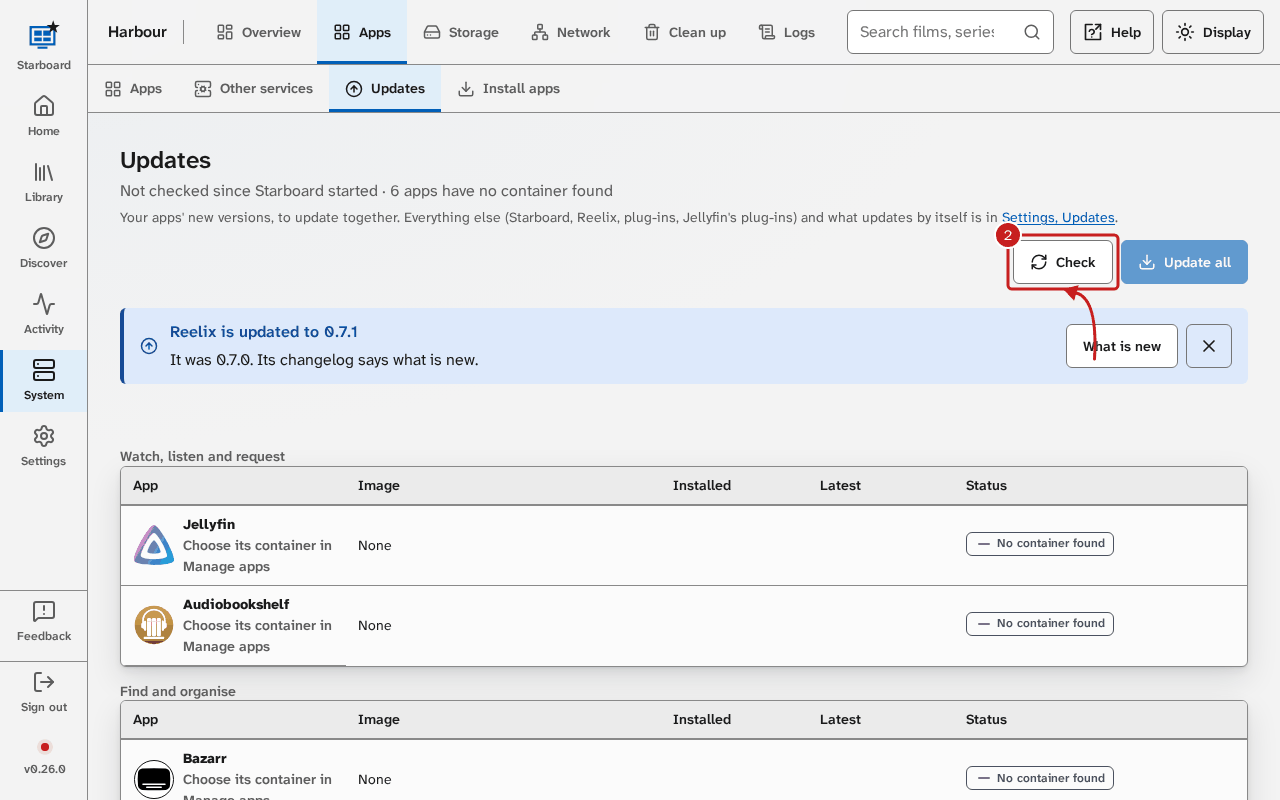 Starboard
Home
Library
Discover
Activity
System
Settings
Feedback
Sign out
v0.26.0
Harbour
Overview
Apps
Storage
Network
Clean up
Logs
Search films, series
Help
Display
Apps
Other services
Updates
Install apps
Updates
Not checked since Starboard started · 6 apps have no container found
Your apps' new versions, to update together. Everything else (Starboard, Reelix, plug-ins, Jellyfin's plug-ins) and what updates by itself is in Settings, Updates.
2
Check
Update all
Reelix is updated to 0.7.1
It was 0.7.0. Its changelog says what is new.
What is new
Watch, listen and request
App Image Installed Latest Status
Jellyfin
Choose its container in
Manage apps
None
No container found
Audiobookshelf
Choose its container in
Manage apps
None
No container found
Find and organise
App Image Installed Latest Status
Bazarr
Choose its container in
Manage apps
None
No container found